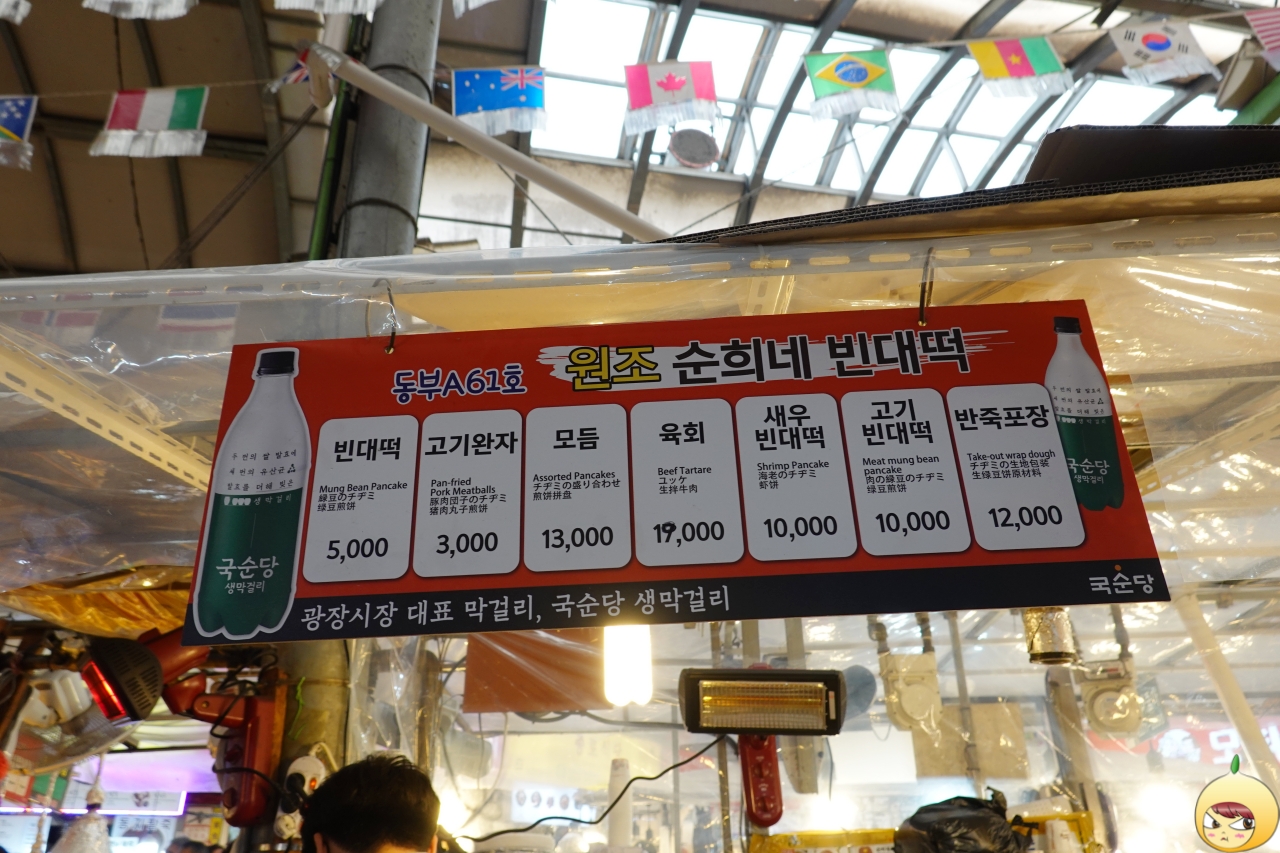 동부A61호 원조 순희네 빈대떡
빈대떡
Mung Bean Pancake
緑豆のチヂミ
绿豆煎饼
5,000
고기완자
Pan-fried
Pork Meatballs
豚肉団子のチヂミ
猪肉丸子煎饼
3,000
모듬
Assorted Pancakes
チヂミの盛り合わせ
煎饼拼盘
13,000
육회
Beef Tartare
ユッケ
生拌牛肉
19,000
새우
빈대떡
Shrimp Pancake
海老のチヂミ
虾饼
10,000
고기
빈대떡
Meat mung bean
pancake
肉の緑豆のチヂミ
绿豆煎饼
10,000
반죽포장
Take-out wrap dough
チヂミの生地包装
生绿豆饼原材料
12,000
국순당
생막걸리
국순당
생막걸리
광장시장 대표 막걸리, 국순당 생막걸리
국순당